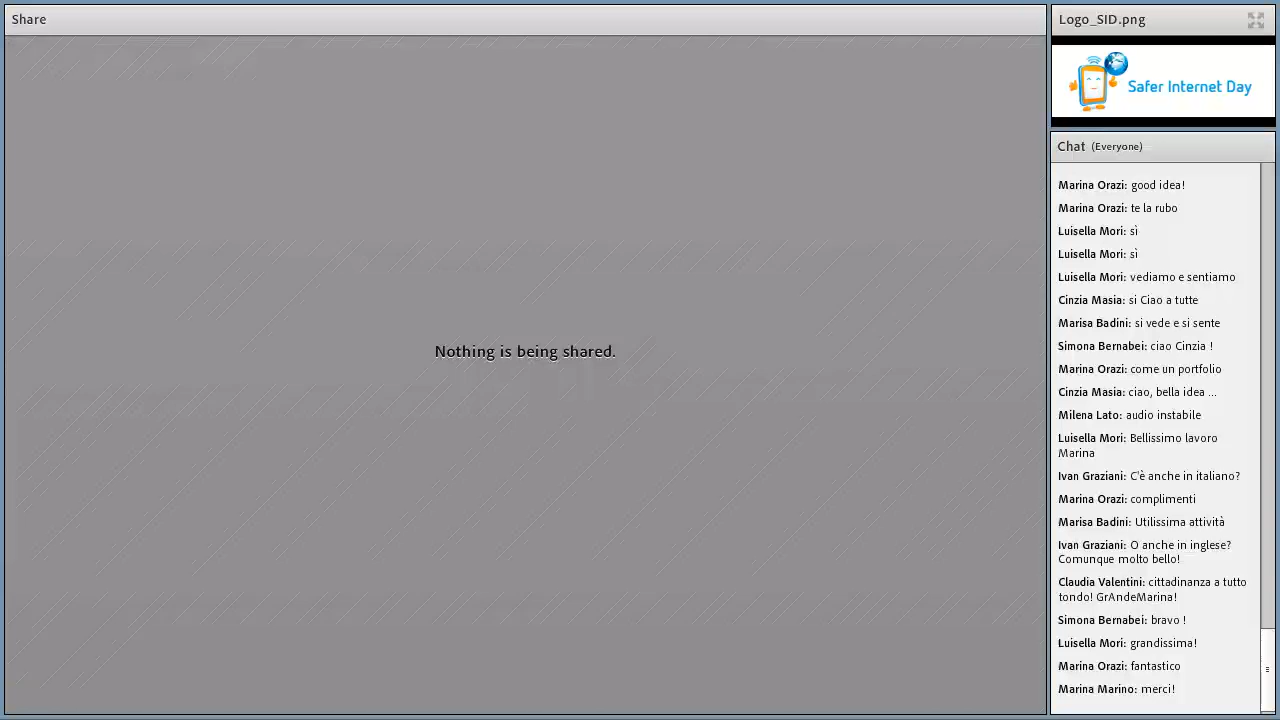 Share
Nothing is being shared.
Logo_SID.png
Safer Internet Day
Chat (Everyone)
Marina Orazi: good idea!
Marina Orazi: te la rubo
Luisella Mori: sì
Luisella Mori: sì
Luisella Mori: vediamo e sentiamo
Cinzia Masia: si Ciao a tutte
Marisa Badini: si vede e si sente
Simona Bernabei: ciao Cinzia !
Marina Orazi: come un portfolio
Cinzia Masia: ciao, bella idea ...
Milena Lato: audio instabile
Luisella Mori: Bellissimo lavoro
Marina
Ivan Graziani: C'è anche in italiano?
Marina Orazi: complimenti
Marisa Badini: Utilissima attività
Ivan Graziani: O anche in inglese?
Comunque molto bello!
Claudia Valentini: cittadinanza a tutto
tondo! GrAndeMarina!
Simona Bernabei: bravo !
Luisella Mori: grandissima!
Marina Orazi: fantastico
Marina Marino: merci!